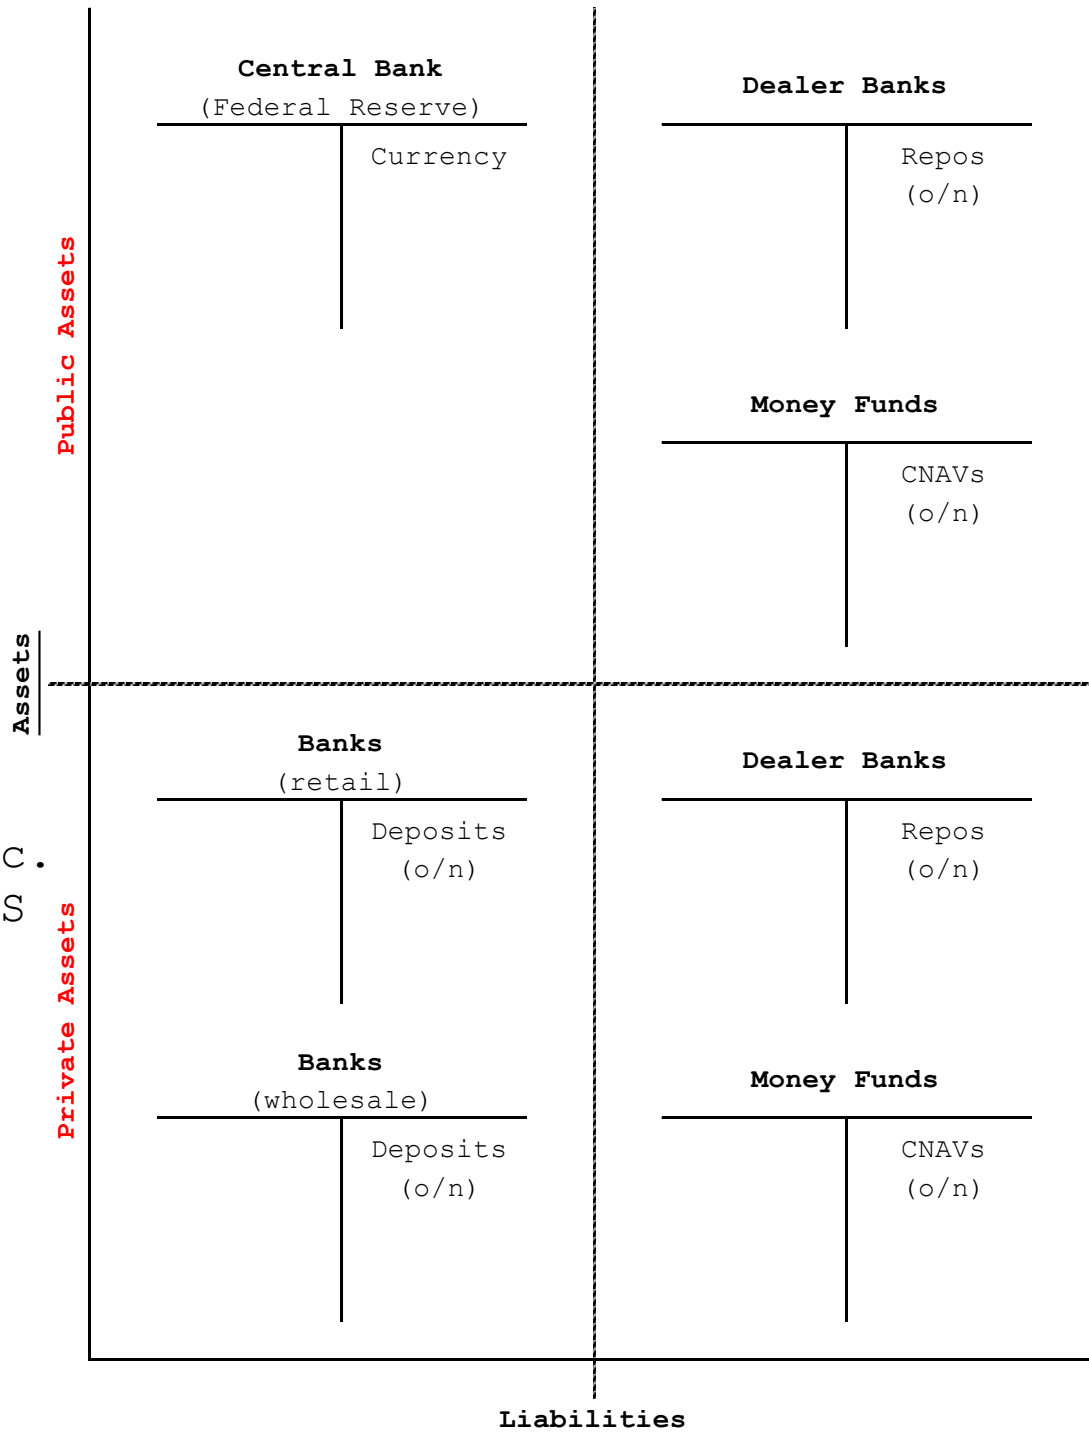 Central Bank
(Federal Reserve)
Currency
Dealer Banks
Repos
(o/n)
Money Funds
CNAVs
(o/n)
Public Assets
Assets
Banks
(retail)
Deposits
(o/n)
Dealer Banks
Repos
(o/n)
c.
S
Private Assets
Banks
(wholesale)
Deposits
(o/n)
Money Funds
CNAVs
(o/n)
Liabilities